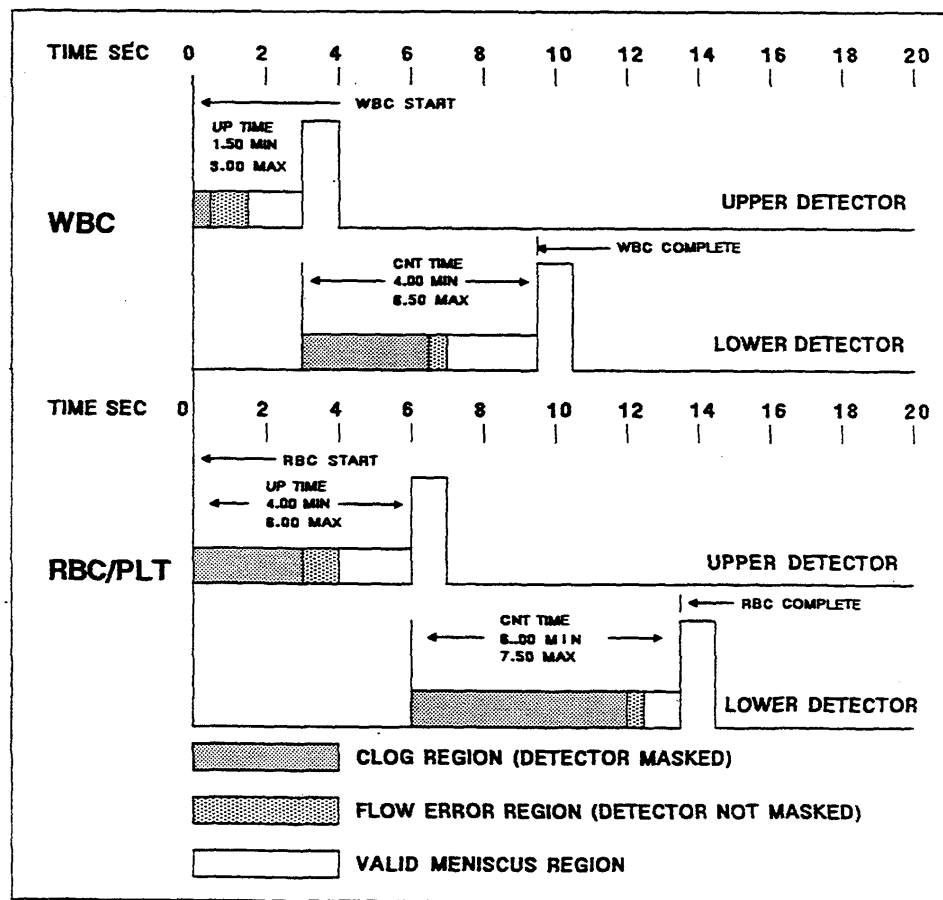 TIME SEC 0 2 4 6 8 10 12 14 16 18 20
WBC START
UP TIME
1.50 MIN
3.00 MAX
UPPER DETECTOR
WBC
WBC COMPLETE
CNT TIME
4.00 MIN
6.50 MAX
LOWER DETECTOR
TIME SEC 0 2 4 6 8 10 12 14 16 18 20
RBC START
UP TIME
4.00 MIN
6.00 MAX
UPPER DETECTOR
RBC/PLT
RBC COMPLETE
CNT TIME
6.00 MIN
7.50 MAX
LOWER DETECTOR
CLOG REGION (DETECTOR MASKED)
FLOW ERROR REGION (DETECTOR NOT MASKED)
VALID MENISCUS REGION